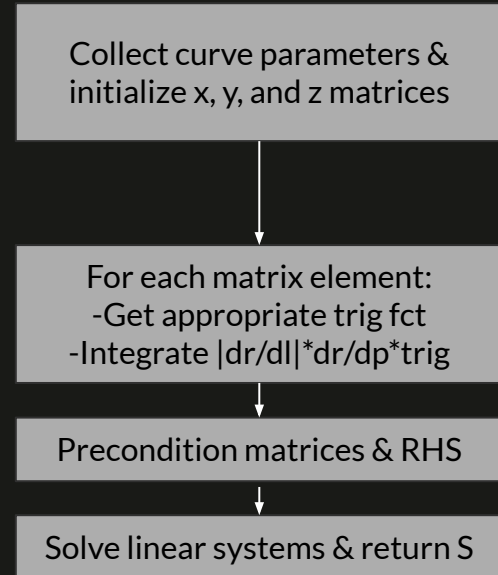 Collect curve parameters &
initialize x, y, and z matrices
For each matrix element:
-Get appropriate trig fct
-Integrate |dr/dl|*dr/dp*trig
Precondition matrices & RHS
Solve linear systems & return S